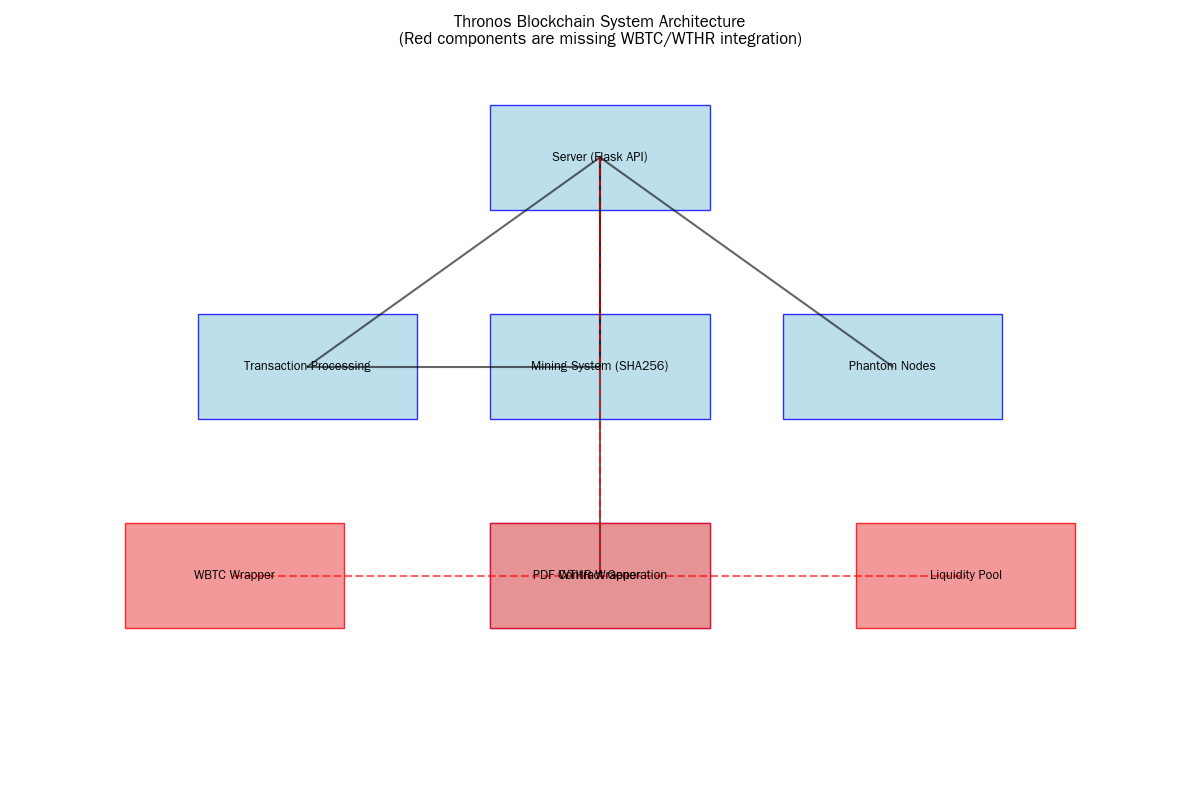 Thronos Blockchain System Architecture
(Red components are missing WBTC/WTHR integration)
Server (Flask API)
Transaction Processing
Mining System (SHA256)
Phantom Nodes
WBTC Wrapper
PDF Contract Generation
WTHR Wrapper
Liquidity Pool